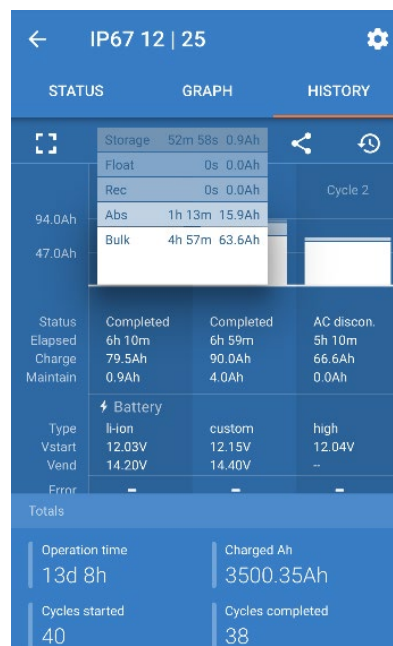 IP67 12 | 25
STATUS GRAPH HISTORY
Storage 52m 58s 0.9Ah
Float 0s 0.0Ah
Rec 0s 0.0Ah
Cycle 2
Abs 1h 13m 15.9Ah
94.0Ah
Bulk 4h 57m 63.6Ah
47.0Ah
Status Completed Completed AC discon.
Elapsed 6h 10m 6h 59m 5h 10m
Charge 79.5Ah 90.0Ah 66.6Ah
Maintain 0.9Ah 4.0Ah 0.0Ah
Battery
Type li-ion custom high
Vstart 12.03V 12.15V 12.04V
Vend 14.20V 14.40V --
Error – – –
Totals
Operation time Charged Ah
13d 8h 3500.35Ah
Cycles started Cycles completed
40 38